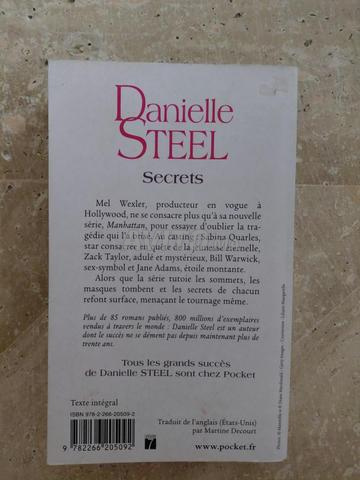 Danielle
STEEL
Secrets
Mel Wexler, producteur en vogue à
Hollywood, ne se consacre plus qu'à sa nouvelle
série, Manhattan, pour essayer d'oublier la tra-
gédie qui l'a brisé. Au casting : Sabina Quarles,
star consacrée en quête de la jeunesse éternelle,
Zack Taylor, adulé et mystérieux, Bill Warwick,
sex-symbol et Jane Adams, étoile montante.
Alors que la série rutoie les sommets, les
masques tombent et les secrets de chacun
refont surface, menaçant le tournage même.
Plus de 85 romans publiés, 800 millions d'exemplaires
vendus à travers le monde : Danielle Steel est un auteur
dont le succès ne se dément pas depuis maintenant plus
de trente ans.
Tous les grands succès
de Danielle STEEL sont chez Pocket
Texte intégral
ISBN 978-2-266-20509-2
9 782266 205092
Traduit de l'anglais (États-Unis)
par Martine Decourt
www.pocket.fr